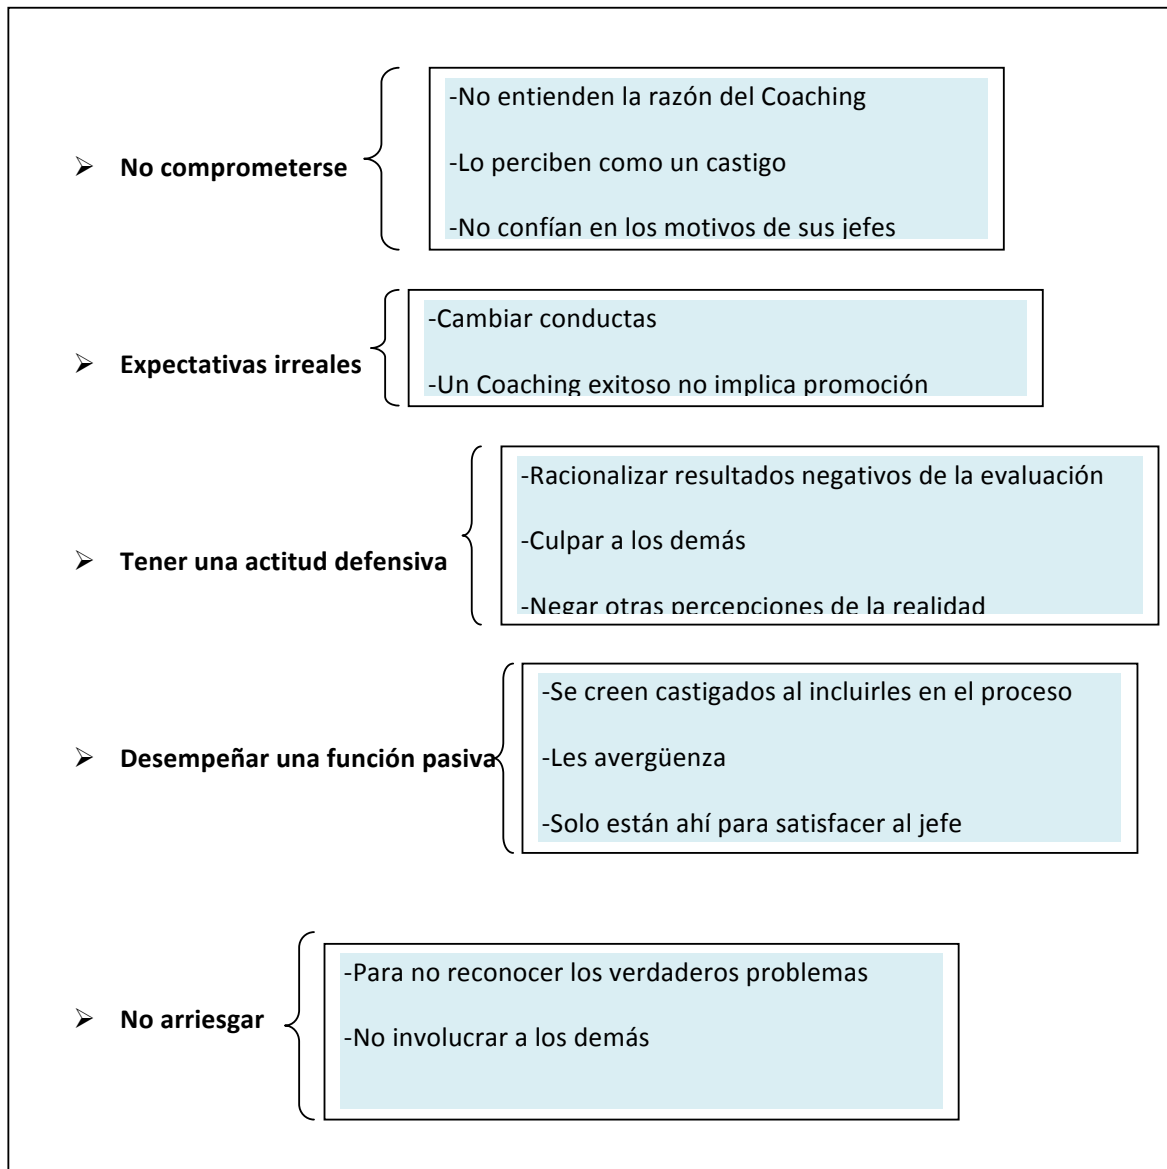 No comprometerse
-No entienden la razón del Coaching
-Lo perciben como un castigo
-No confían en los motivos de sus jefes
Expectativas irreales
-Cambiar conductas
-Un Coaching exitoso no implica promoción
Tener una actitud defensiva
-Racionalizar resultados negativos de la evaluación
-Culpar a los demás
-Negar otras percepciones de la realidad
Desempeñar una función pasiva
-Se creen castigados al incluirles en el proceso
-Les avergüenza
-Solo están ahí para satisfacer al jefe
No arriesgar
-Para no reconocer los verdaderos problemas
-No involucrar a los demás